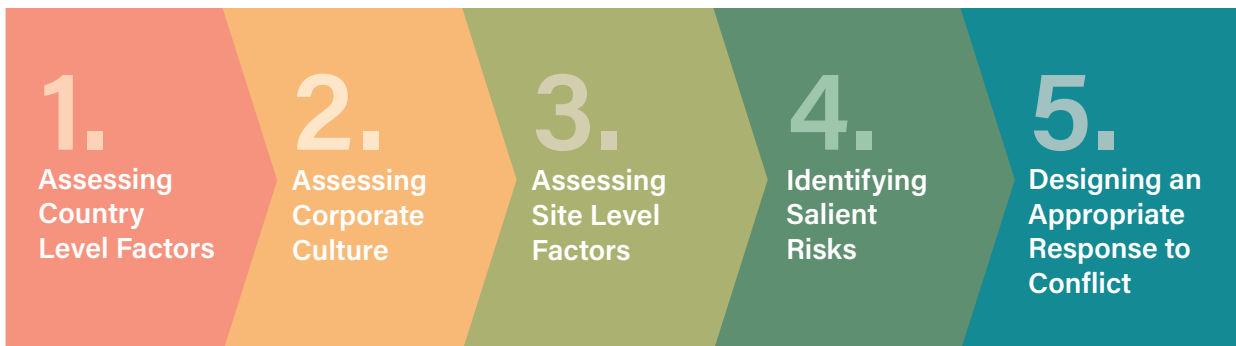 1.
Assessing
Country
Level Factors
2.
Assessing
Corporate
Culture
3.
Assessing
Site Level
Factors
4.
Identifying
Salient
Risks
5.
Designing an
Appropriate
Response to
Conflict